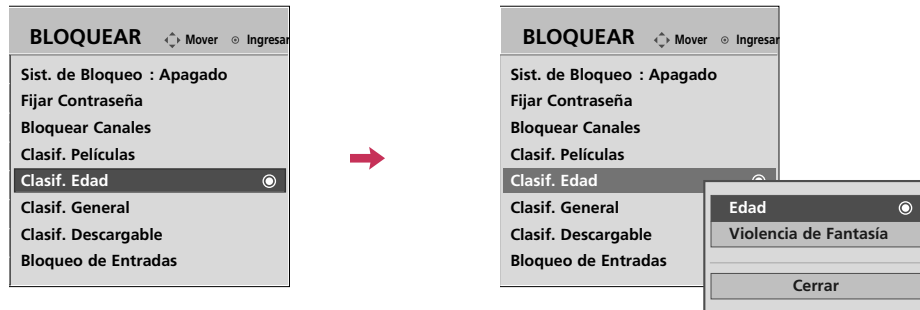 BLOQUEAR Mover Ingresar
Sist. de Bloqueo : Apagado
Fijar Contraseña
Bloquear Canales
Clasif. Películas
Clasif. Edad
Clasif. General
Clasif. Descargable
Bloqueo de Entradas
BLOQUEAR Mover Ingresar
Sist. de Bloqueo : Apagado
Fijar Contraseña
Bloquear Canales
Clasif. Películas
Clasif. Edad
Clasif. General
Clasif. Descargable
Bloqueo de Entradas
Edad
Violencia de Fantasía
Cerrar